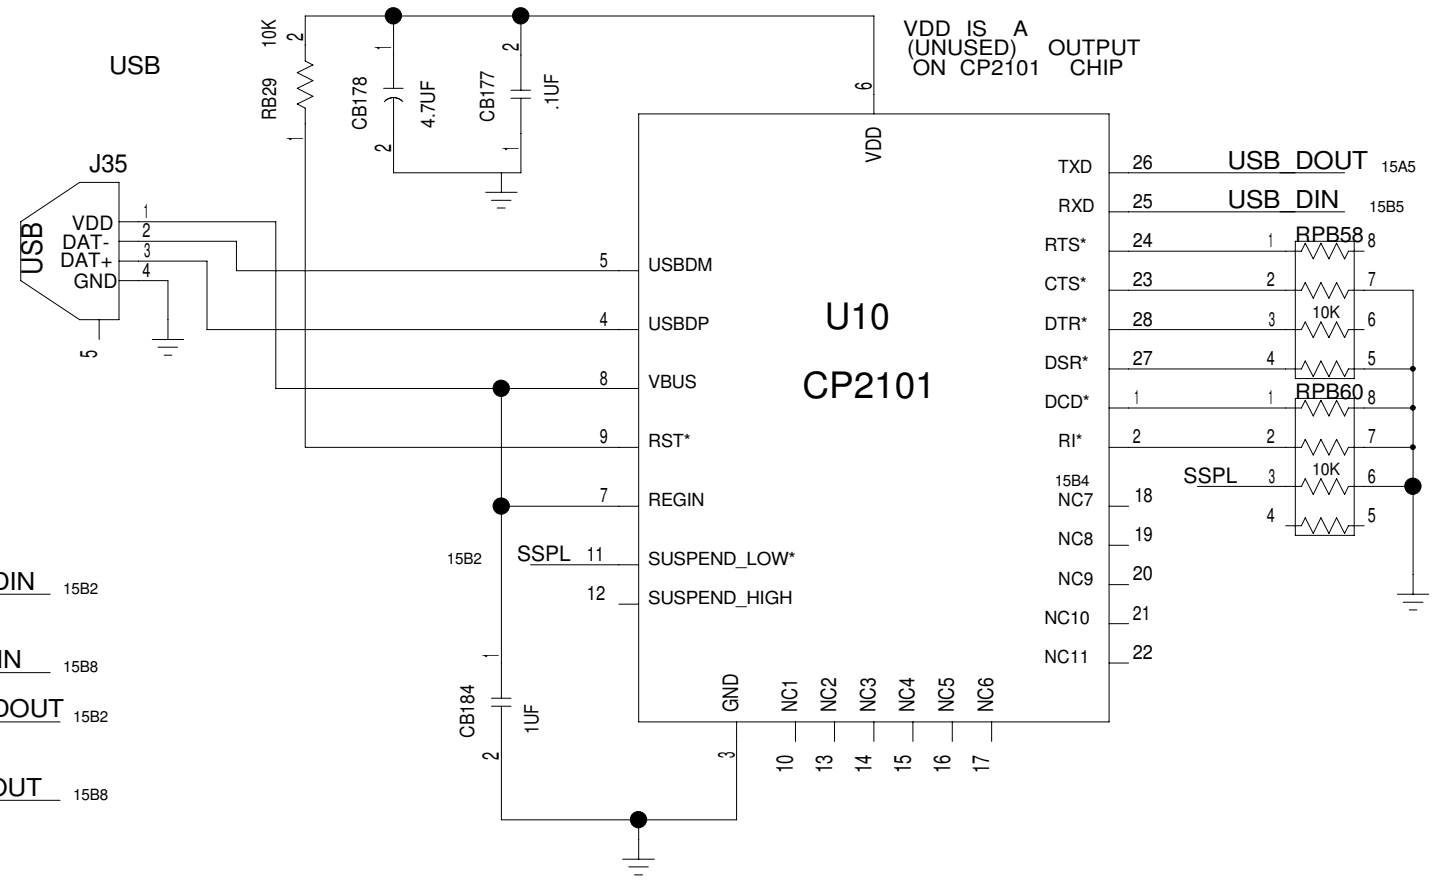 USB
10K
2
RB29
1
1
CB178
4.7UF
2
2
CB177
.1UF
1
VDD IS A
(UNUSED) OUTPUT
ON CP2101 CHIP
6
VDD
J35
USB
VDD 1
DAT- 2
DAT+ 3
GND 4
5
5 USBDM
4 USBDP
8 VBUS
9 RST*
7 REGIN
15B2 SSPL 11 SUSPEND_LOW*
12 SUSPEND_HIGH
U10
CP2101
TXD 26 USB_DOUT 15A5
RXD 25 USB_DIN 15B5
RPB58
RTS* 24 1 8
CTS* 23 2 7
10K
DTR* 28 3 6
DSR* 27 4 5
RPB60
DCD* 1 1 8
RI* 2 2 7
10K
15B4 SSPL 3 6
NC7 18 4 5
NC8 19
NC9 20
NC10 21
NC11 22
1
CB184
1UF
2
GND
3
NC1 NC2 NC3 NC4 NC5 NC6
10 13 14 15 16 17
DIN 15B2
IN 15B8
DOUT 15B2
OUT 15B8